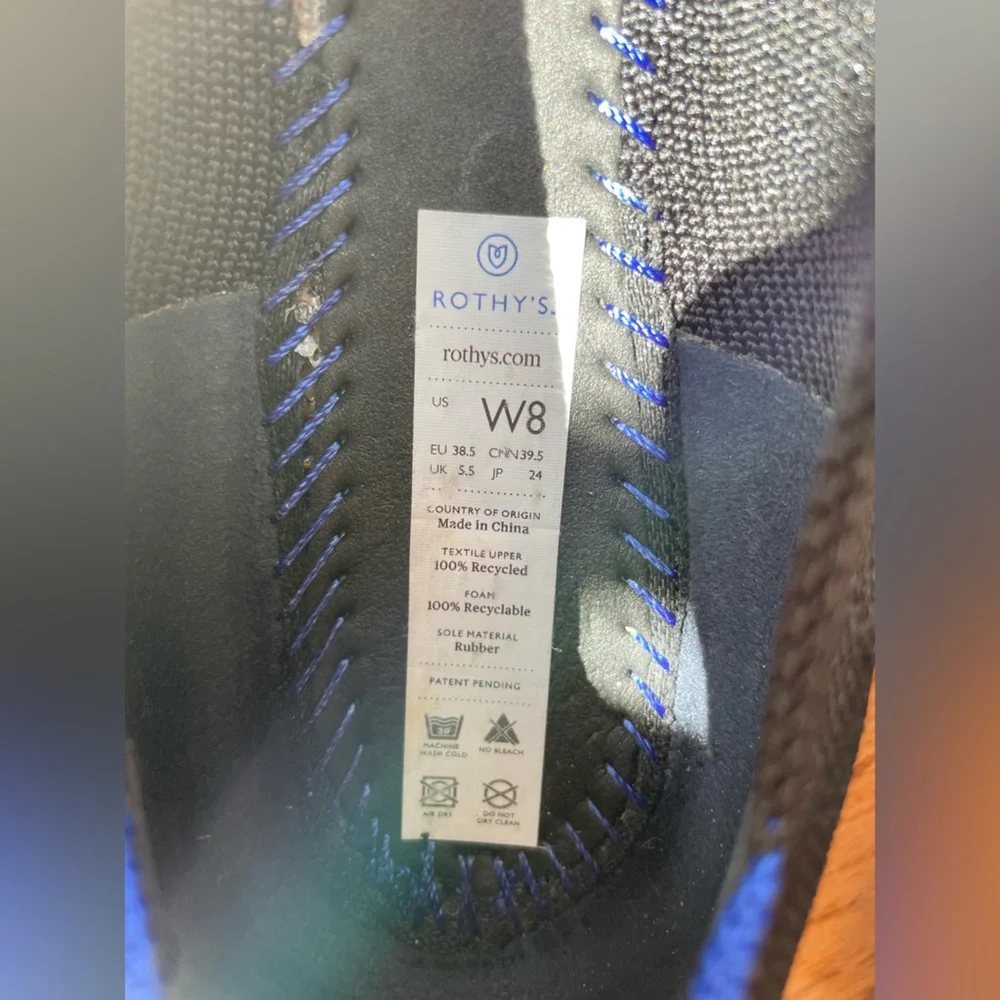 ROTHY'S
rothys.com
US W8
EU 38.5 CHN 39.5
UK 5.5 JP 24
COUNTRY OF ORIGIN
Made in China
TEXTILE UPPER
100% Recycled
FOAM
100% Recyclable
SOLE MATERIAL
Rubber
PATENT PENDING
30°
MACHINE
WASH COLD
NO BLEACH
AIR DRY
DO NOT
DRY CLEAN